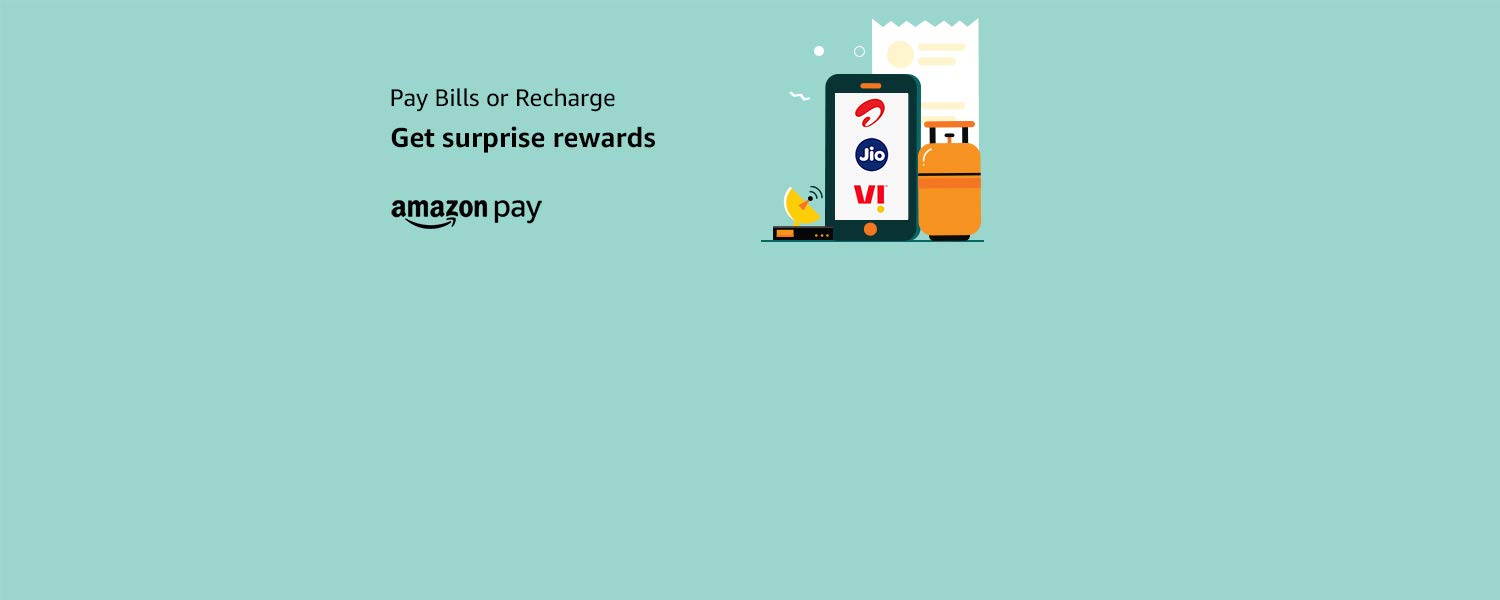 Pay Bills or Recharge
Get surprise rewards
amazon pay
Jio
VI